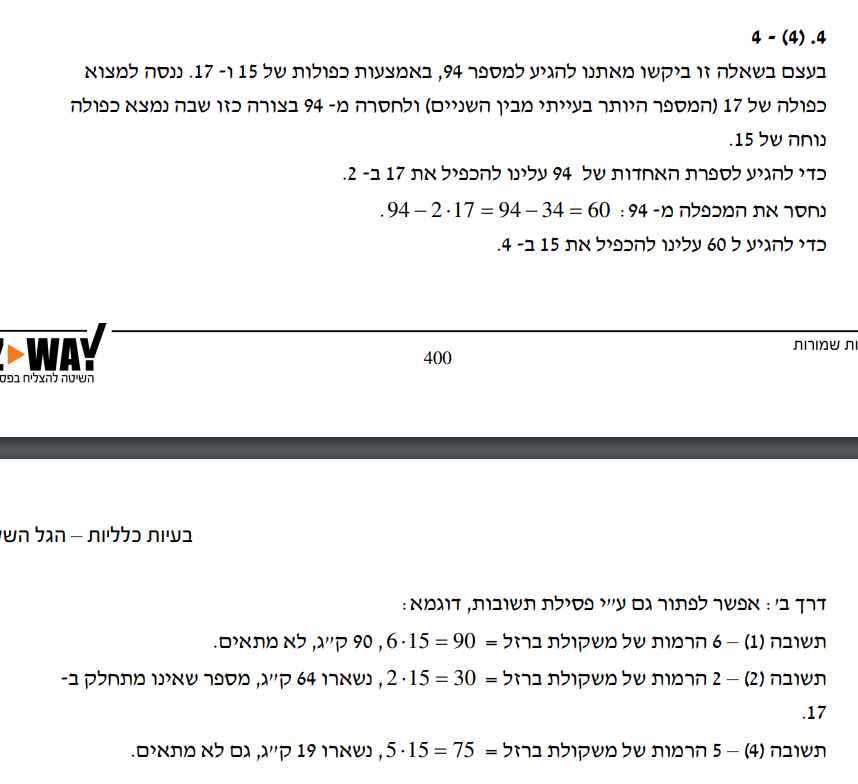 4. (4) - 4
בעצם בשאלה זו ביקשו מאתנו להגיע למספר 94, באמצעות כפולות של 15 ו- 17. ננסה למצוא
כפולה של 17 (המספר היותר בעייתי מבין השניים) ולחסרה מ- 94 בצורה כזו שבה נמצא כפולה
נוחה של 15.
כדי להגיע לספרת האחדות של 94 עלינו להכפיל את 17 ב- 2.
נחסר את המכפלה מ- 94: 94 – 2·17 = 94 – 34 = 60.
כדי להגיע ל 60 עלינו להכפיל את 15 ב- 4.
ות שמורות
400
WAY
השיטה להצליח בפס
בעיות כלליות – הגל הש
דרך ב': אפשר לפתור גם ע"י פסילת תשובות, דוגמא:
תשובה (1) – 6 הרמות של משקולת ברזל = 6·15 = 90, 90 ק"ג, לא מתאים.
תשובה (2) – 2 הרמות של משקולת ברזל = 2·15 = 30, נשארו 64 ק"ג, מספר שאינו מתחלק ב-
17.
תשובה (4) – 5 הרמות של משקולת ברזל = 5·15 = 75, נשארו 19 ק"ג, גם לא מתאים.